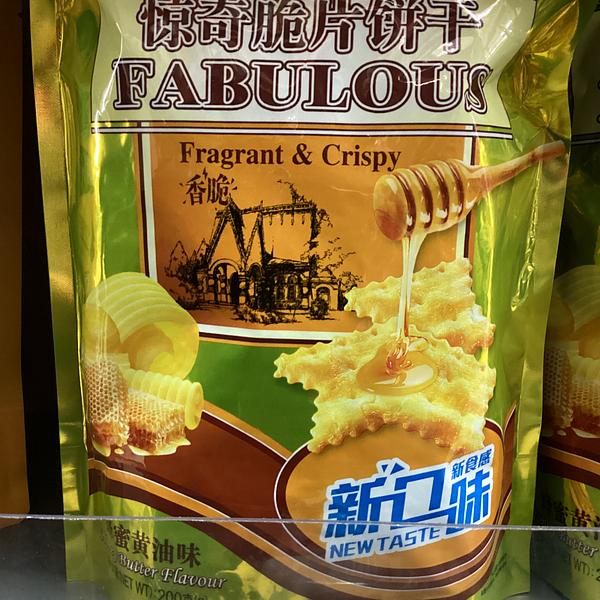 惊奇脆片饼干
FABULOUS
Fragrant & Crispy
香脆
新食感
新口味
NEW TASTE
蜜黄油味
Butter Flavour
NET WT): 200